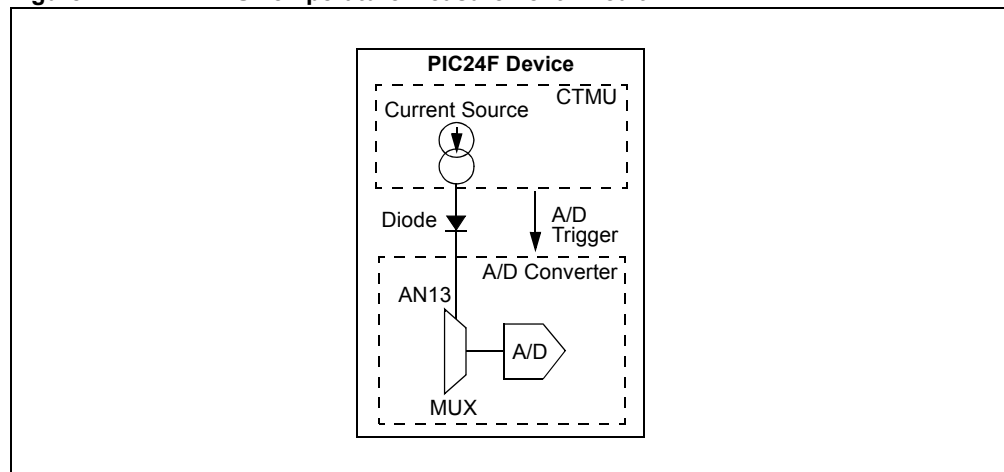 PIC24F Device
CTMU
Current Source
Diode
A/D
Trigger
A/D Converter
AN13
A/D
MUX